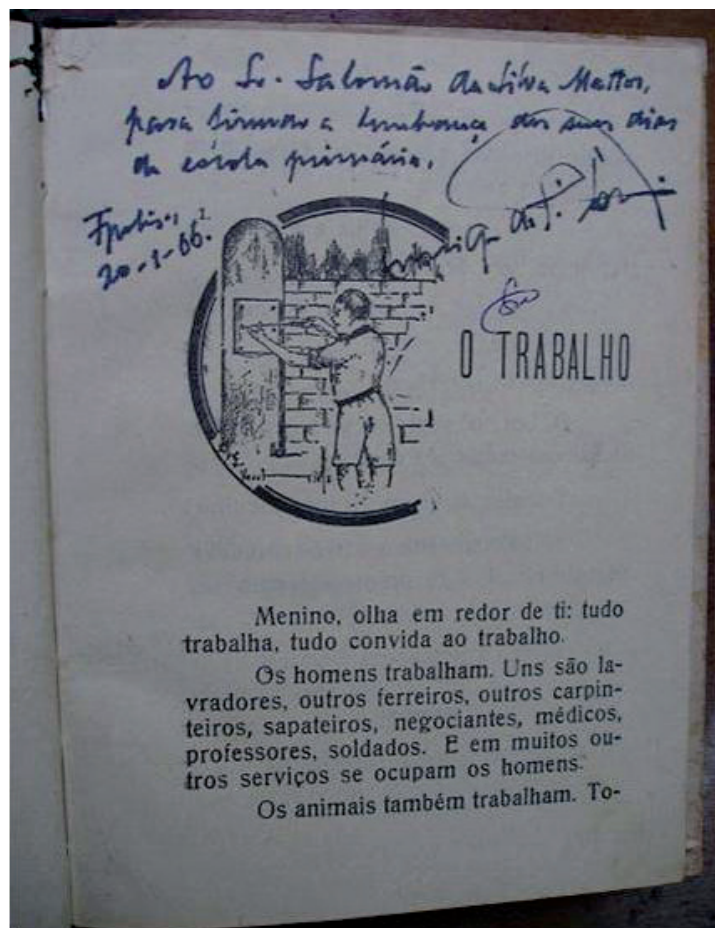 Ao Sr. Salomão da Silva Mattos,
para a lembrança dos seus dias
da escola primária.
Fpolis.,
20-1-66.
da S.
O TRABALHO
Menino, olha em redor de ti: tudo
trabalha, tudo convida ao trabalho.
Os homens trabalham. Uns são la-
vradores, outros ferreiros, outros carpin-
teiros, sapateiros, negociantes, médicos,
professores, soldados. E em muitos ou-
tros serviços se ocupam os homens.
Os animais também trabalham. To-